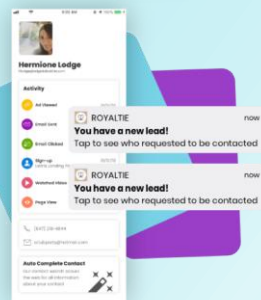 Hermione Lodge
Activity
Ad Viewed
Email Sent
Email Clicked
Sign-up
Watched Video
Page View
ROYALTIE now
You have a new lead!
Tap to see who requested to be contacted
ROYALTIE now
You have a new lead!
Tap to see who requested to be contacted
Auto Complete Contact